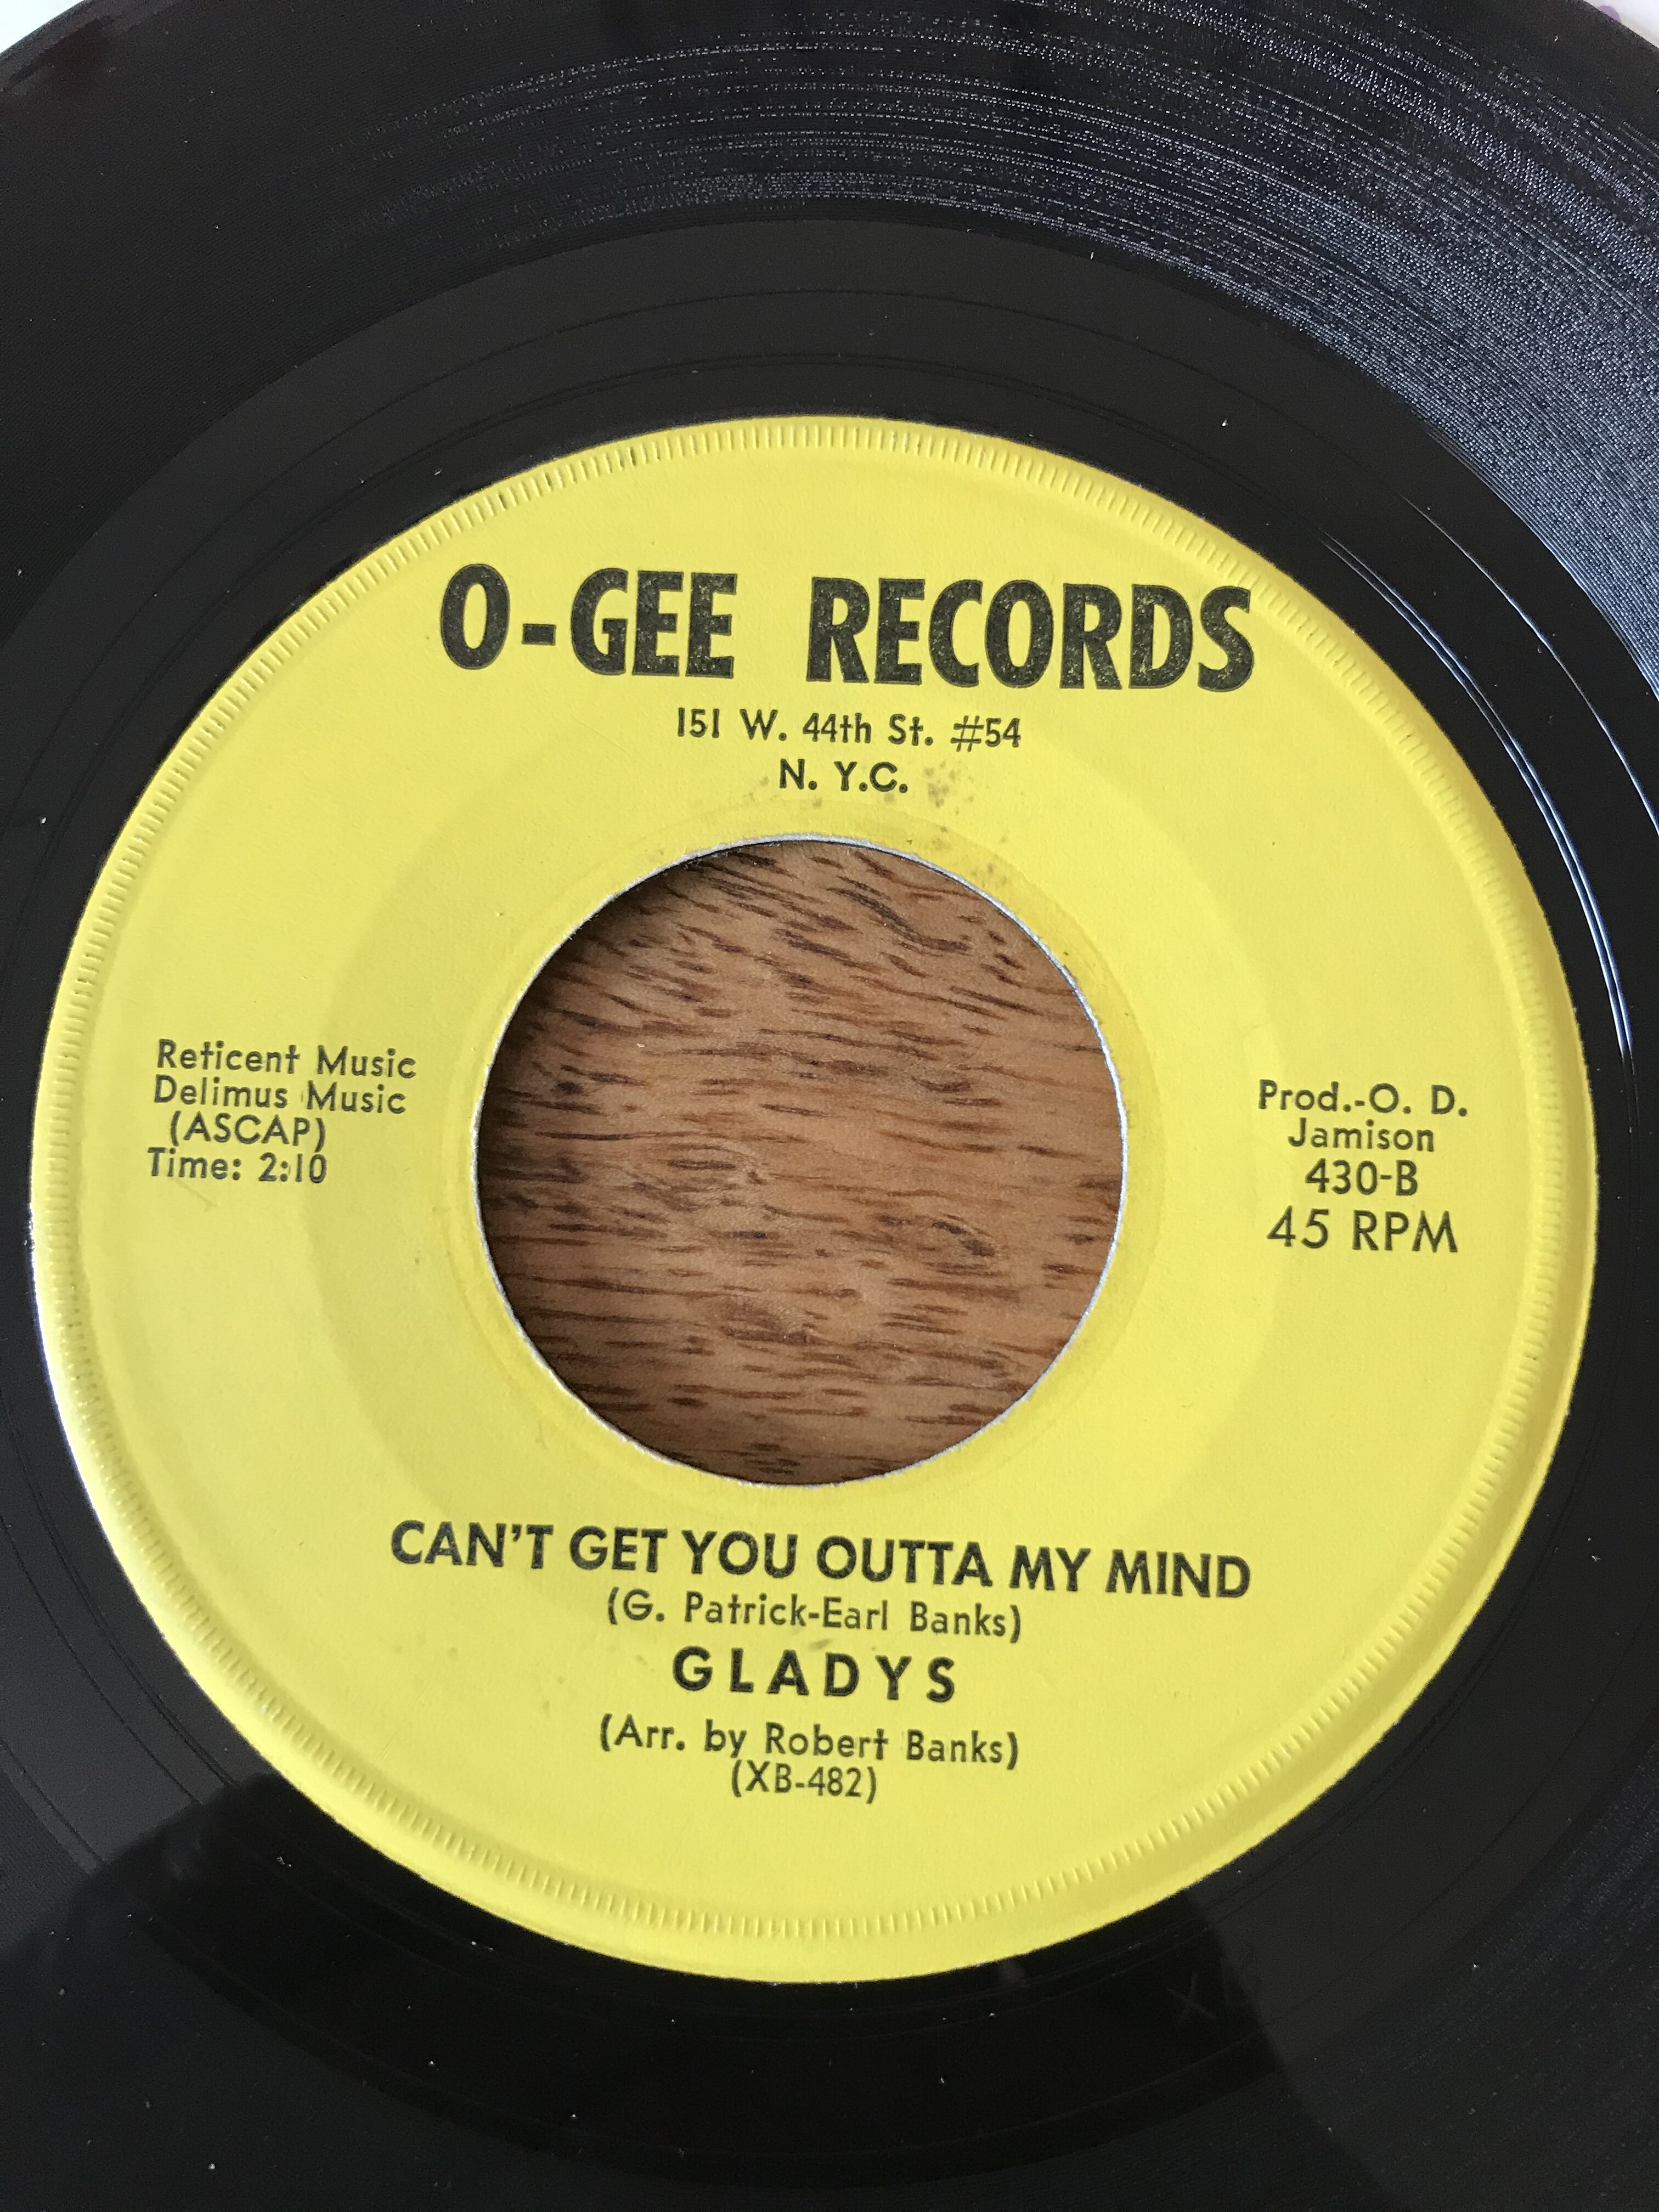 O-GEE RECORDS
151 W. 44th St. #54
N. Y.C.
Reticent Music
Delimus Music
(ASCAP)
Time: 2:10
Prod.-O. D.
Jamison
430-B
45 RPM
CAN'T GET YOU OUTTA MY MIND
(G. Patrick-Earl Banks)
GLADYS
(Arr. by Robert Banks)
(XB-482)